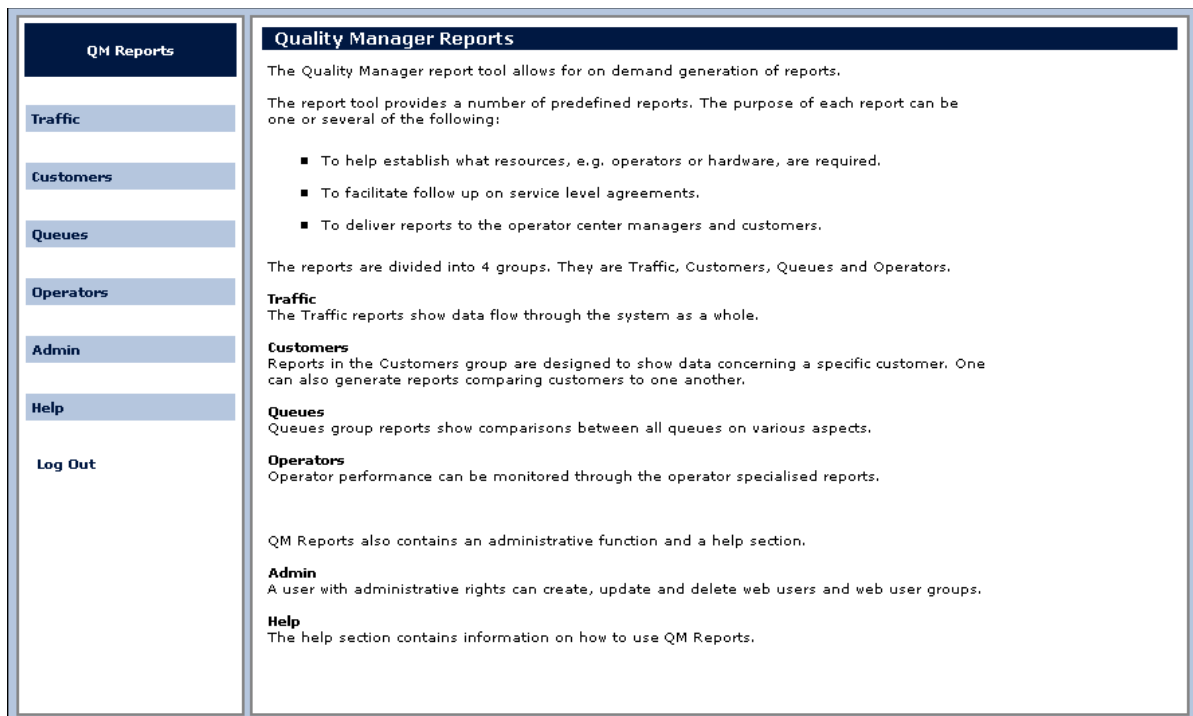 QM Reports
Traffic
Customers
Queues
Operators
Admin
Help
Log Out
Quality Manager Reports
The Quality Manager report tool allows for on demand generation of reports.
The report tool provides a number of predefined reports. The purpose of each report can be
one or several of the following:
To help establish what resources, e.g. operators or hardware, are required.
To facilitate follow up on service level agreements.
To deliver reports to the operator center managers and customers.
The reports are divided into 4 groups. They are Traffic, Customers, Queues and Operators.
Traffic
The Traffic reports show data flow through the system as a whole.
Customers
Reports in the Customers group are designed to show data concerning a specific customer. One
can also generate reports comparing customers to one another.
Queues
Queues group reports show comparisons between all queues on various aspects.
Operators
Operator performance can be monitored through the operator specialised reports.
QM Reports also contains an administrative function and a help section.
Admin
A user with administrative rights can create, update and delete web users and web user groups.
Help
The help section contains information on how to use QM Reports.